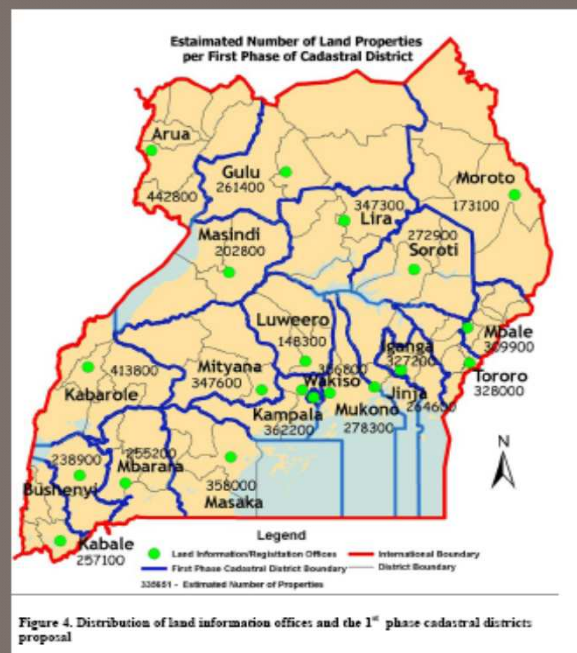 Estaimated Number of Land Properties
per First Phase of Cadastral District
Arua
442800
Gulu
261400
Moroto
173100
347300
Lira
272900
Soroti
Masindi
202800
Luweero
148300
Mbale
309900
Iganga
327200
Tororo
328000
Kabarole
413800
Mityana
347600
Wakiso
Kampala
362200
Mukono
278300
Jinja
264600
238900
Bushenyi
255200
Mbarara
358000
Masaka
Kabale
257100
N
Legend
Land Information/Registration Offices
International Boundary
First Phase Cadastral District Boundary
District Boundary
- Estimated Number of Properties
Figure 4. Distribution of land information offices and the 1st phase cadastral districts
proposal